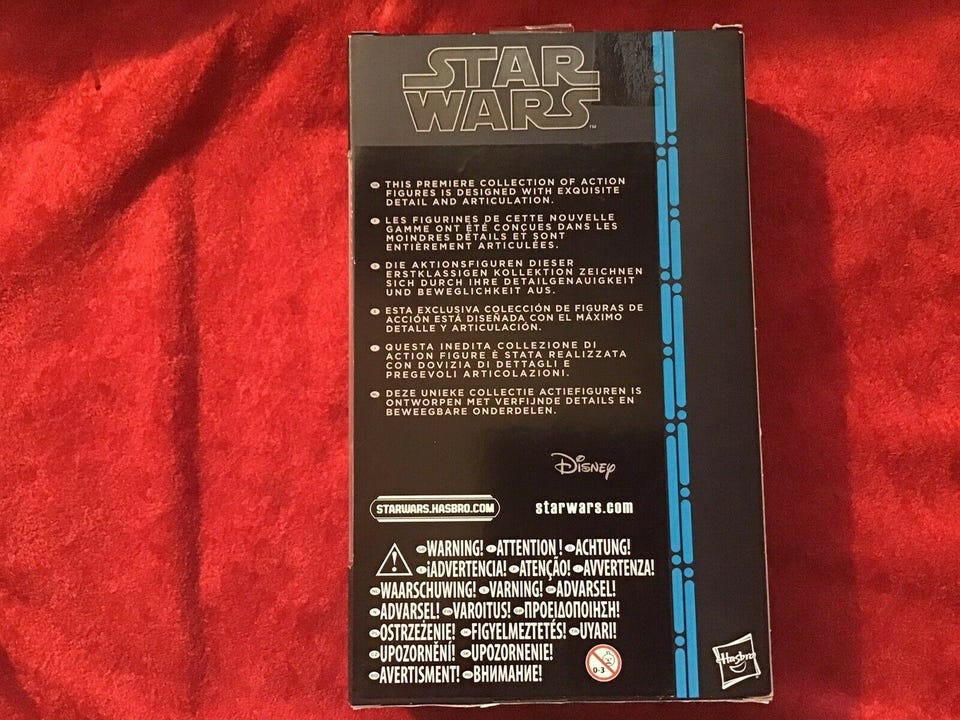 STAR
WARS
™
THIS PREMIERE COLLECTION OF ACTION
FIGURES IS DESIGNED WITH EXQUISITE
DETAIL AND ARTICULATION.
LES FIGURINES DE CETTE NOUVELLE
GAMME ONT ÉTÉ CONÇUES DANS LES
MOINDRES DÉTAILS ET SONT
ENTIÈREMENT ARTICULÉES.
DIE AKTIONSFIGUREN DIESER
ERSTKLASSIGEN KOLLEKTION ZEICHNEN
SICH DURCH IHRE DETAILGENAUIGKEIT
UND BEWEGLICHKEIT AUS.
ESTA EXCLUSIVA COLECCIÓN DE FIGURAS DE
ACCIÓN ESTÁ DISEÑADA CON EL MÁXIMO
DETALLE Y ARTICULACIÓN.
QUESTA INEDITA COLLEZIONE DI
ACTION FIGURE È STATA REALIZZATA
CON DOVIZIA DI DETTAGLI E
PREGEVOLI ARTICOLAZIONI.
DEZE UNIEKE COLLECTIE ACTIEFIGUREN IS
ONTWORPEN MET VERFIJNDE DETAILS EN
BEWEEGBARE ONDERDELEN.
Disney
STARWARS.HASBRO.COM starwars.com
WARNING! ATTENTION! ACHTUNG!
¡ADVERTENCIA! ATENÇÃO! AVVERTENZA!
WAARSCHUWING! VARNING! ADVARSEL!
ADVARSEL! VAROITUS! ΠΡΟΕΙΔΟΠΟΙΗΣΗ!
OSTRZEŻENIE! FIGYELMEZTETÉS! UYARI!
UPOZORNĚNÍ! UPOZORNENIE!
AVERTISMENT! ВНИМАНИЕ!
0-3
Hasbro